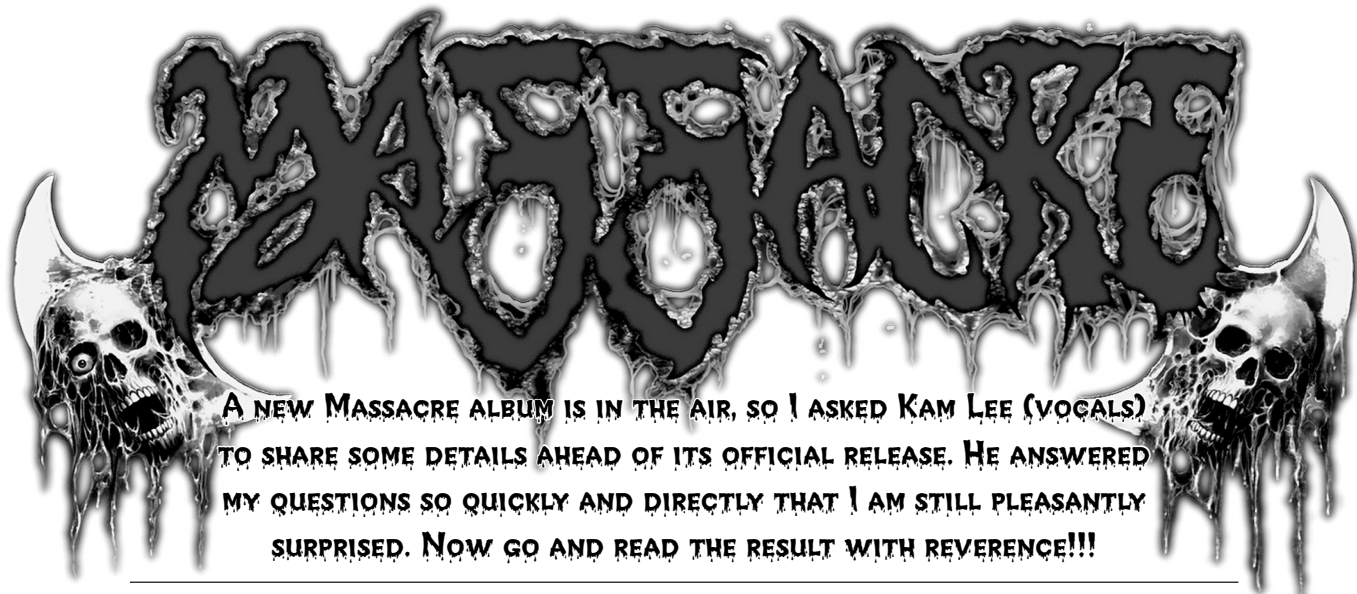 MASSACRE
A new Massacre album is in the air, so I asked Kam Lee (vocals)
to share some details ahead of its official release. He answered
my questions so quickly and directly that I am still pleasantly
surprised. Now go and read the result with reverence!!!